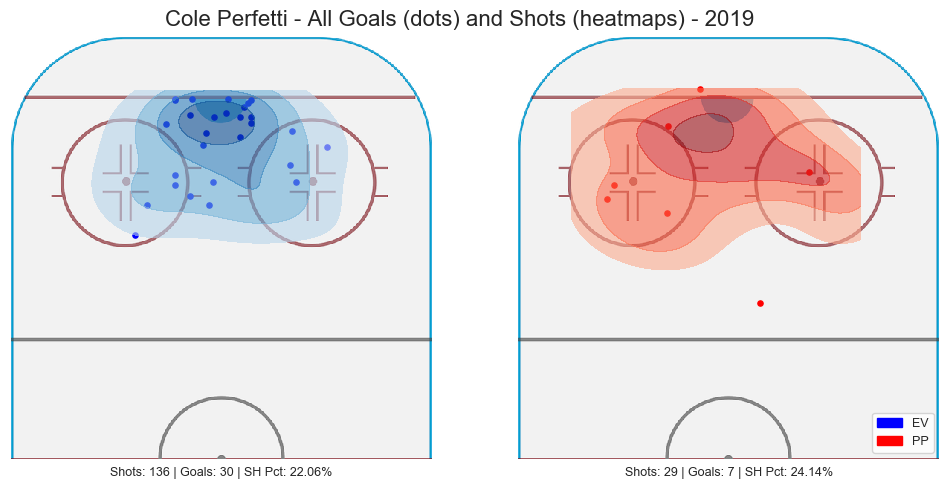 Cole Perfetti - All Goals (dots) and Shots (heatmaps) - 2019
EV
PP
Shots: 136 | Goals: 30 | SH Pct: 22.06%
Shots: 29 | Goals: 7 | SH Pct: 24.14%